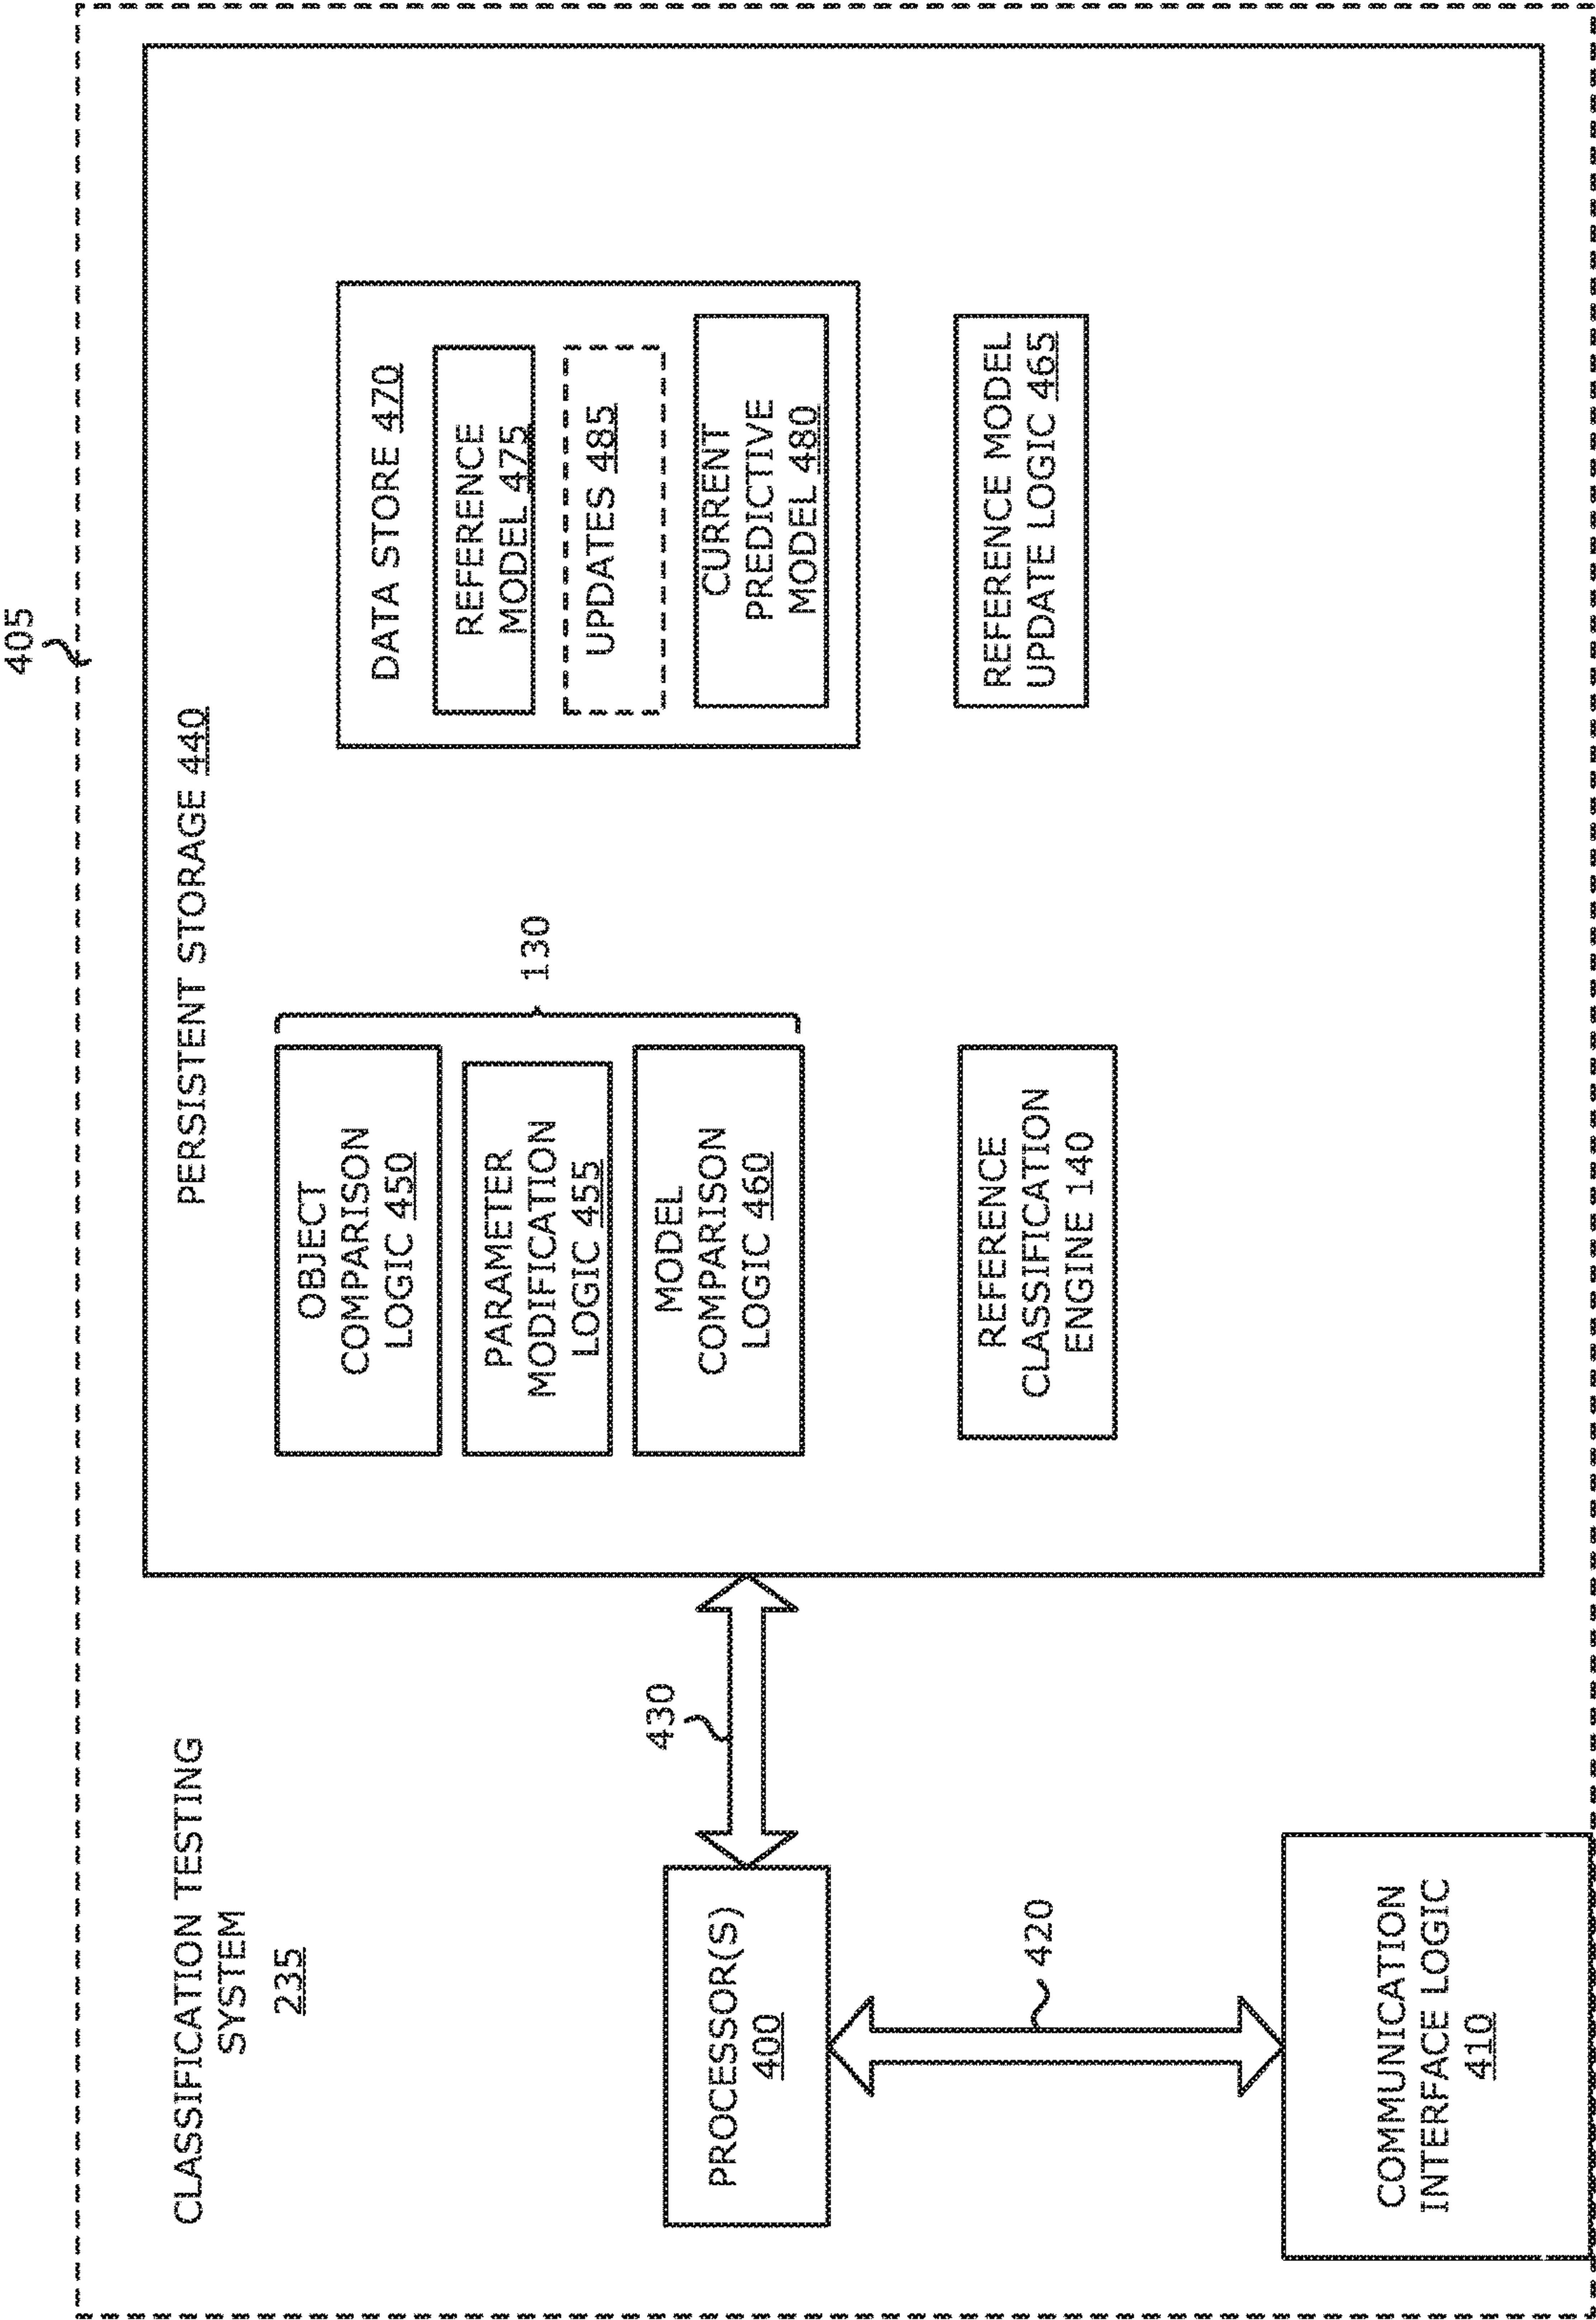 405
CLASSIFICATION TESTING
SYSTEM
235
PERSISTENT STORAGE 440
OBJECT
COMPARISON
LOGIC 450
PARAMETER
MODIFICATION
LOGIC 455
MODEL
COMPARISON
LOGIC 460
130
DATA STORE 470
REFERENCE
MODEL 475
UPDATES 485
CURRENT
PREDICTIVE
MODEL 480
430
PROCESSOR(S)
400
REFERENCE
CLASSIFICATION
ENGINE 140
REFERENCE MODEL
UPDATE LOGIC 465
420
COMMUNICATION
INTERFACE LOGIC
410